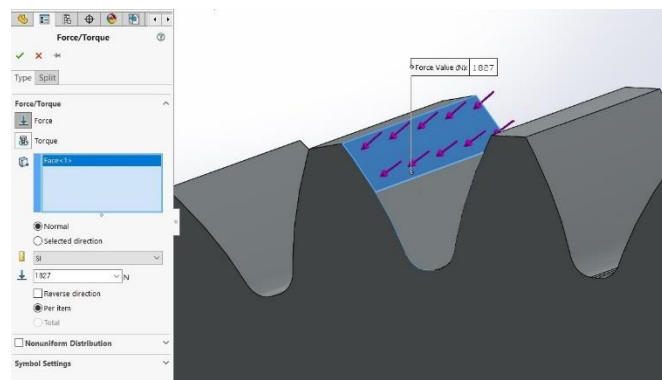 Force/Torque
Type Split
Force/Torque
Force
Torque
Face<1>
Normal
Selected direction
SI
1827 N
Reverse direction
Per item
Total
Nonuniform Distribution
Symbol Settings
Force Value (N): 1827